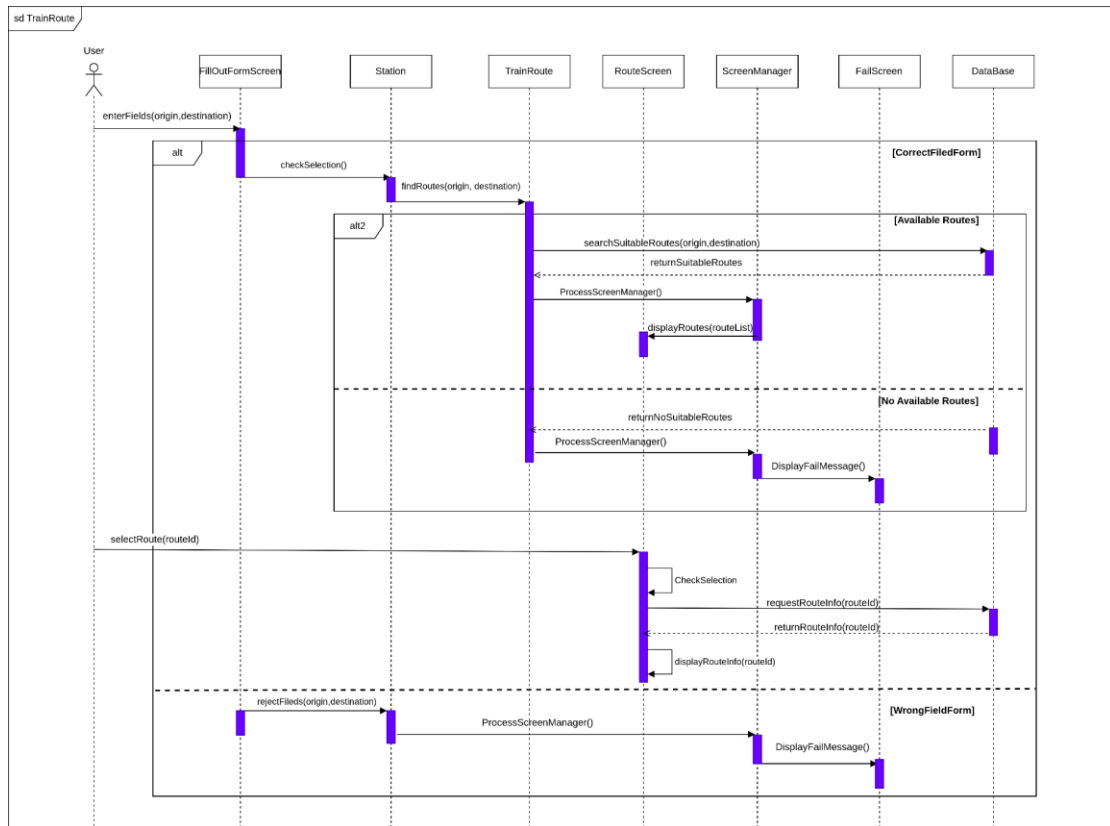 sd TrainRoute
User
FillOutFormScreen
Station
TrainRoute
RouteScreen
ScreenManager
FailScreen
DataBase
enterFields(origin,destination)
alt
[CorrectFiledForm]
checkSelection()
findRoutes(origin, destination)
alt2
[Available Routes]
searchSuitableRoutes(origin,destination)
returnSuitableRoutes
ProcessScreenManager()
displayRoutes(routeList)
[No Available Routes]
returnNoSuitableRoutes
ProcessScreenManager()
DisplayFailMessage()
selectRoute(routeId)
CheckSelection
requestRouteInfo(routeId)
returnRouteInfo(routeId)
displayRouteInfo(routeId)
rejectFileds(origin,destination)
[WrongFieldForm]
ProcessScreenManager()
DisplayFailMessage()